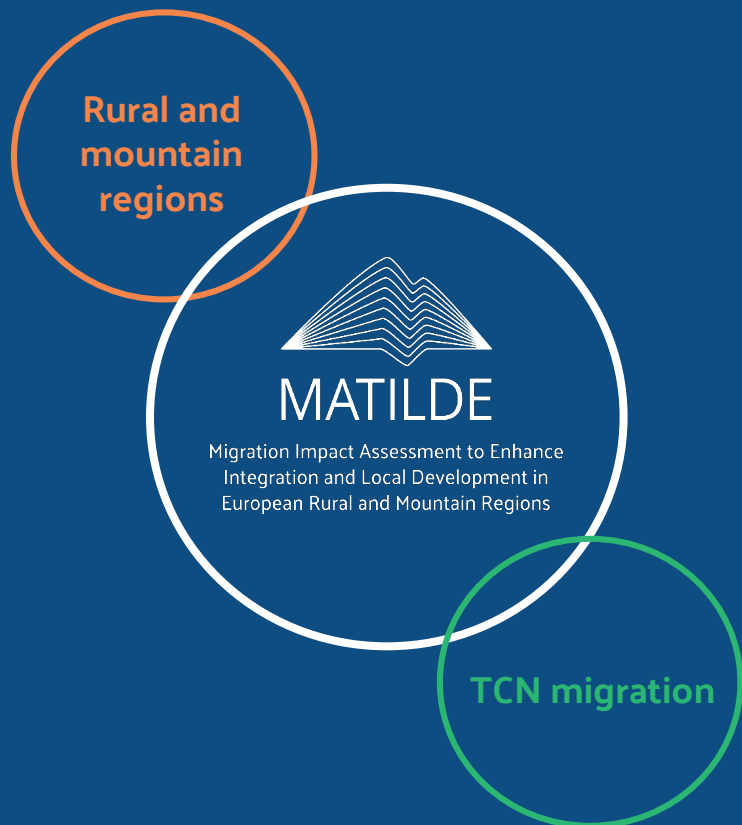 Rural and
mountain
regions
MATILDE
Migration Impact Assessment to Enhance
Integration and Local Development in
European Rural and Mountain Regions
TCN migration